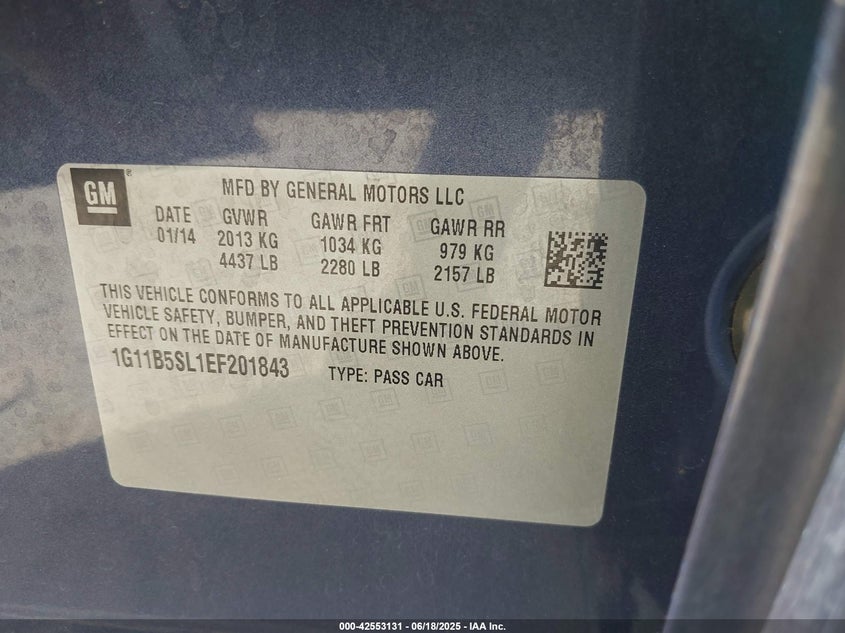 GM
MFD BY GENERAL MOTORS LLC
DATE GVWR GAWR FRT GAWR RR
01/14 2013 KG 1034 KG 979 KG
4437 LB 2280 LB 2157 LB
THIS VEHICLE CONFORMS TO ALL APPLICABLE U.S. FEDERAL MOTOR
VEHICLE SAFETY, BUMPER, AND THEFT PREVENTION STANDARDS IN
EFFECT ON THE DATE OF MANUFACTURE SHOWN ABOVE.
1G11B5SL1EF201843 TYPE: PASS CAR
000-42553131 - 06/18/2025 - IAA Inc.